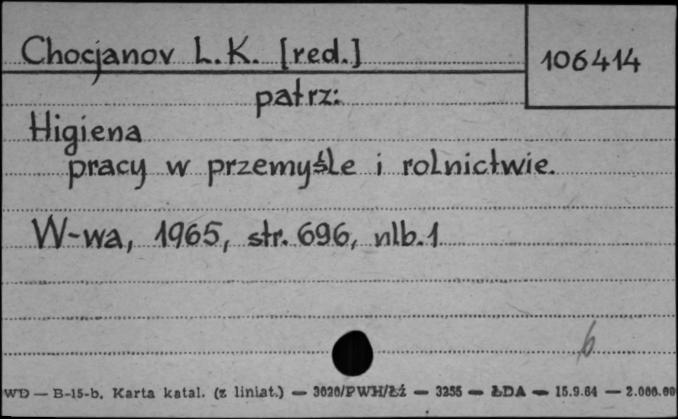 Chocjanov L.K. [red.]
106414
patrz:
Higiena
pracy w przemyśle i rolnictwie.
W-wa, 1965, str. 696, nlb.1
6
WD — B-15-b. Karta katal. (z liniat.) — 3020/PWH/Łź — 3255 — ŁDA — 15.9.64 — 2.000.00